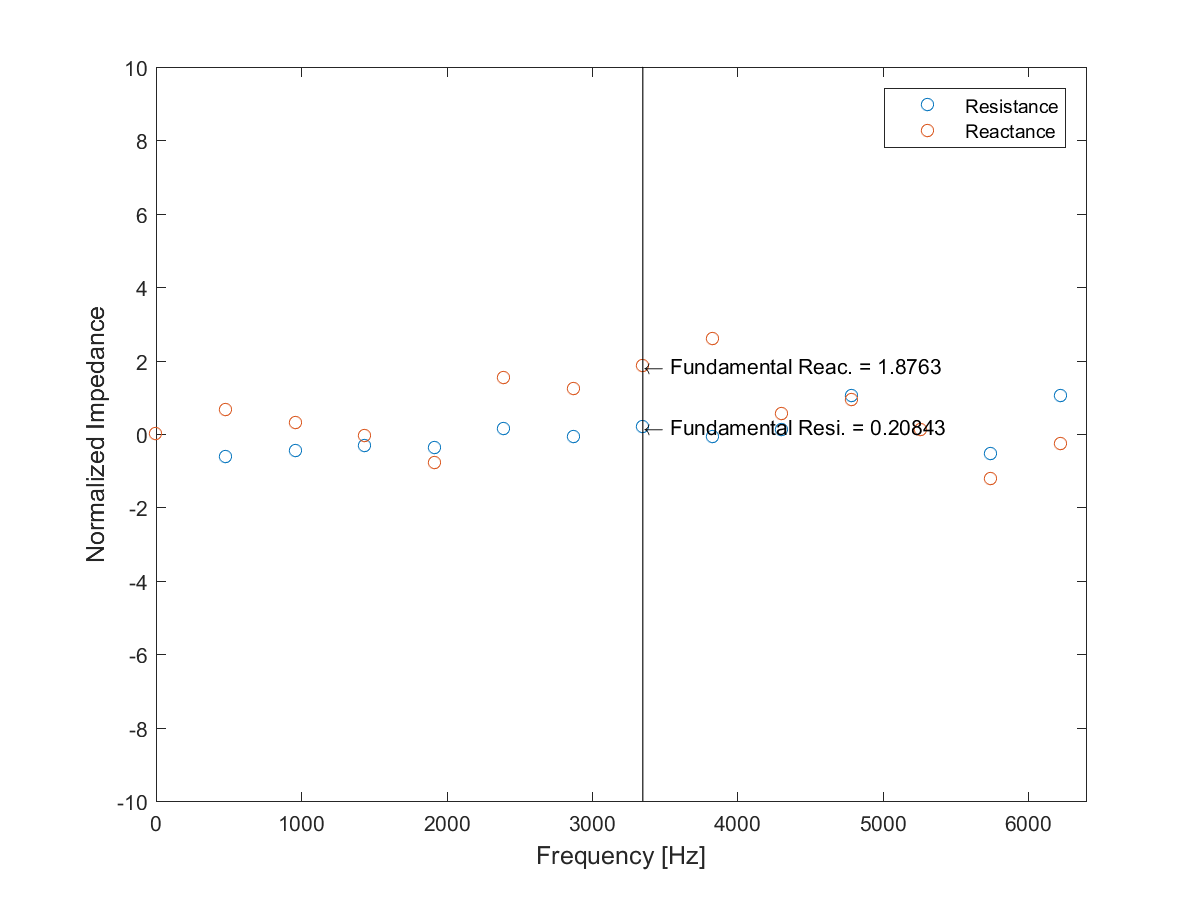 10
8
6
4
2
0
-2
-4
-6
-8
-10
Normalized Impedance
Resistance
Reactance
← Fundamental Reac. = 1.8763
← Fundamental Resi. = 0.20843
0 1000 2000 3000 4000 5000 6000
Frequency [Hz]